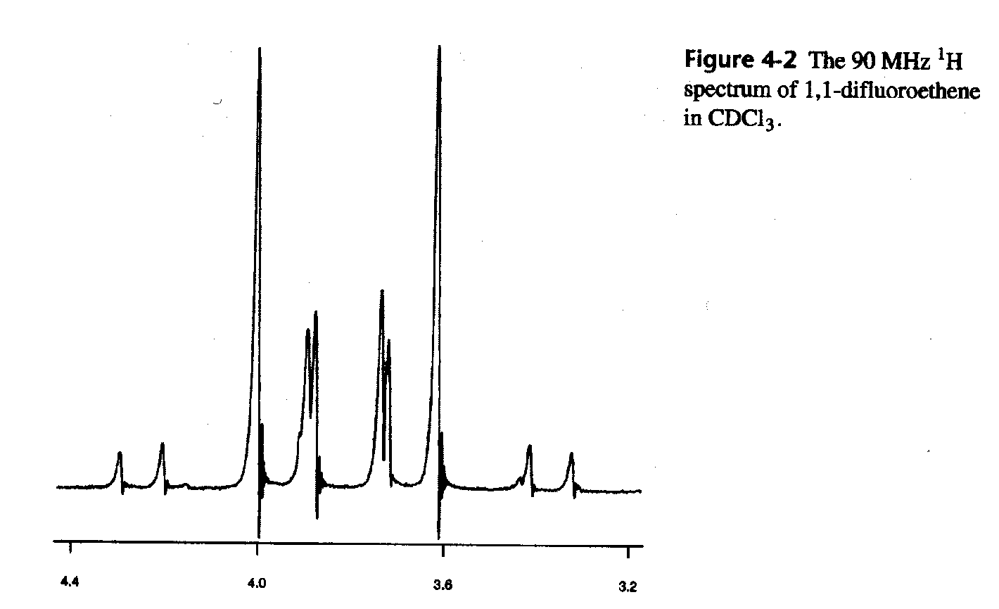 Figure 4-2 The 90 MHz ¹H
spectrum of 1,1-difluoroethene
in CDCl₃.
4.4 4.0 3.6 3.2